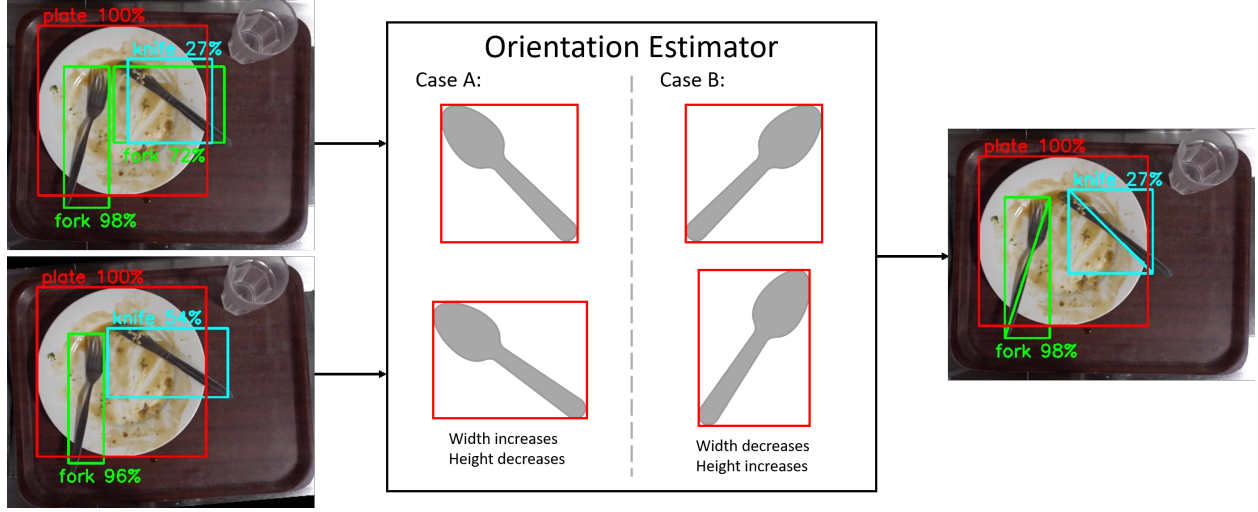 plate 100%
knife 27%
fork 72%
fork 98%
plate 100%
knife 54%
fork 96%
Orientation Estimator
Case A:
Case B:
Width increases
Height decreases
Width decreases
Height increases
plate 100%
knife 27%
fork 98%